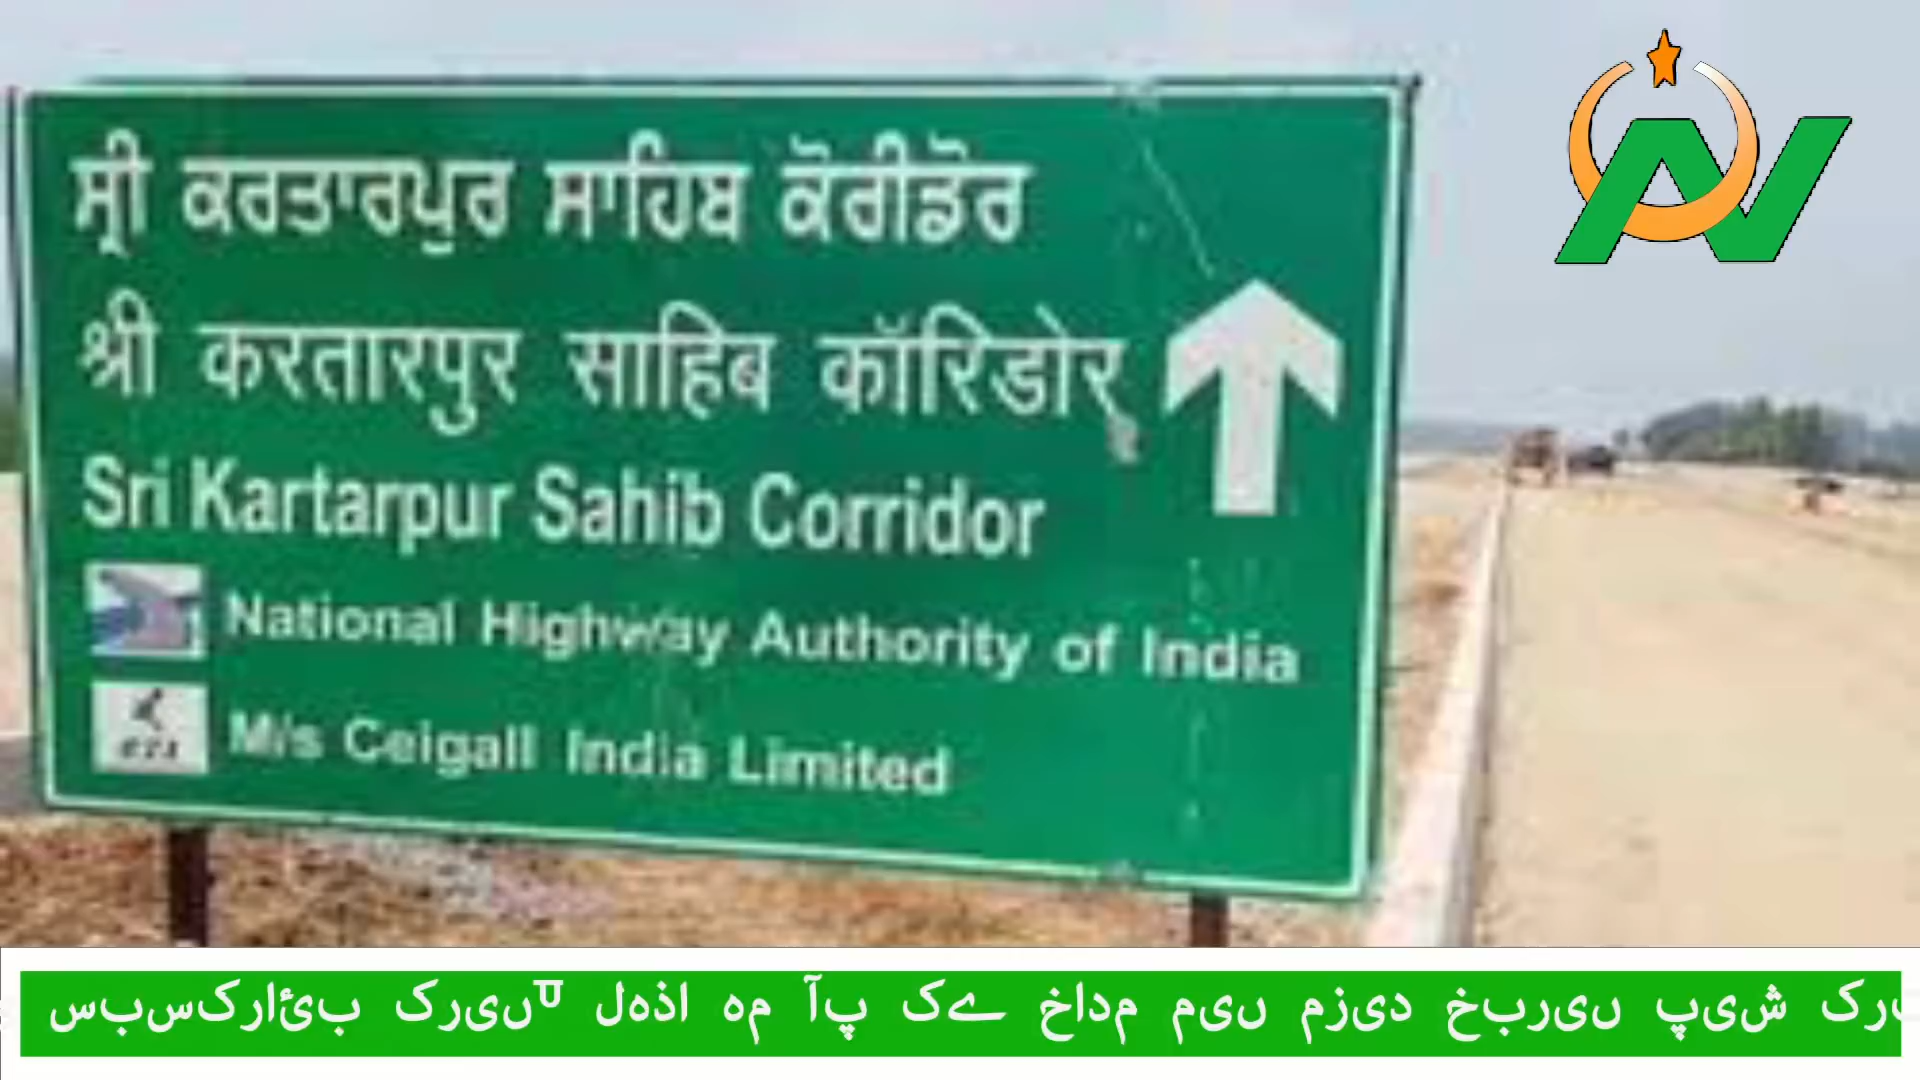 ਸ੍ਰੀ ਕਰਤਾਰਪੁਰ ਸਾਹਿਬ ਕੋਰੀਡੋਰ
श्री करतारपुर साहिब कॉरिडोर
Sri Kartarpur Sahib Corridor
National Highway Authority of India
M/s Ceigall India Limited
سبسکرائب کریں لہذا ہم آپ کے خادم میں مزید خبریں پیش